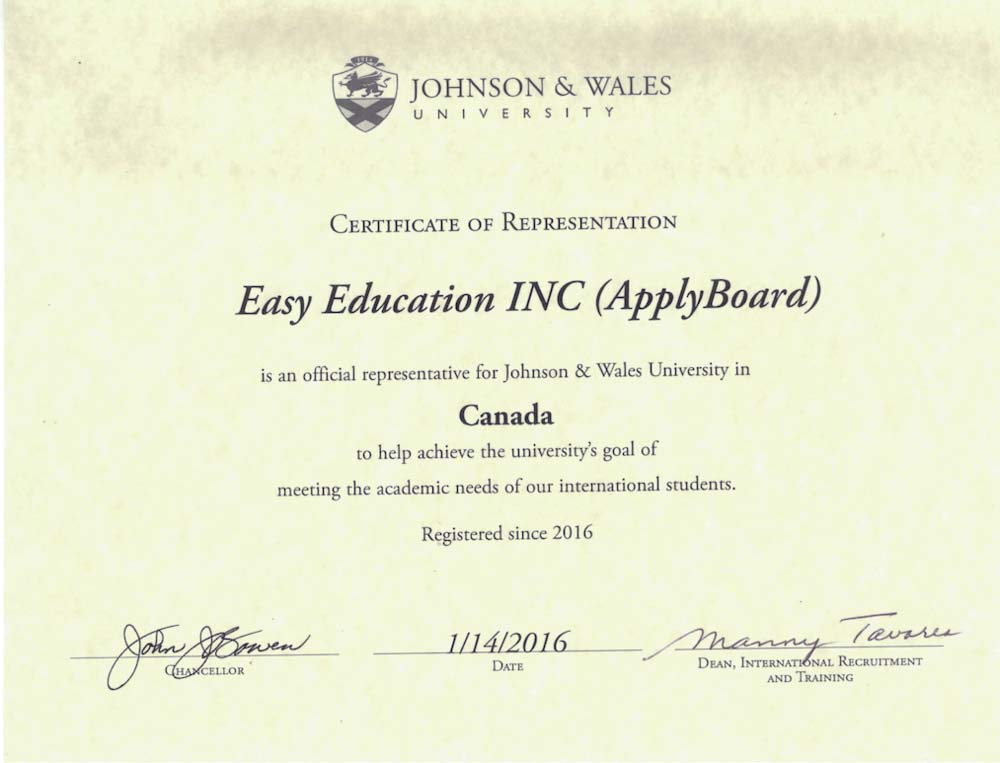 JOHNSON & WALES
UNIVERSITY
CERTIFICATE OF REPRESENTATION
Easy Education INC (ApplyBoard)
is an official representative for Johnson & Wales University in
Canada
to help achieve the university's goal of
meeting the academic needs of our international students.
Registered since 2016
John J Bowen 1/14/2016 Manny Tavares
CHANCELLOR DATE DEAN, INTERNATIONAL RECRUITMENT
AND TRAINING